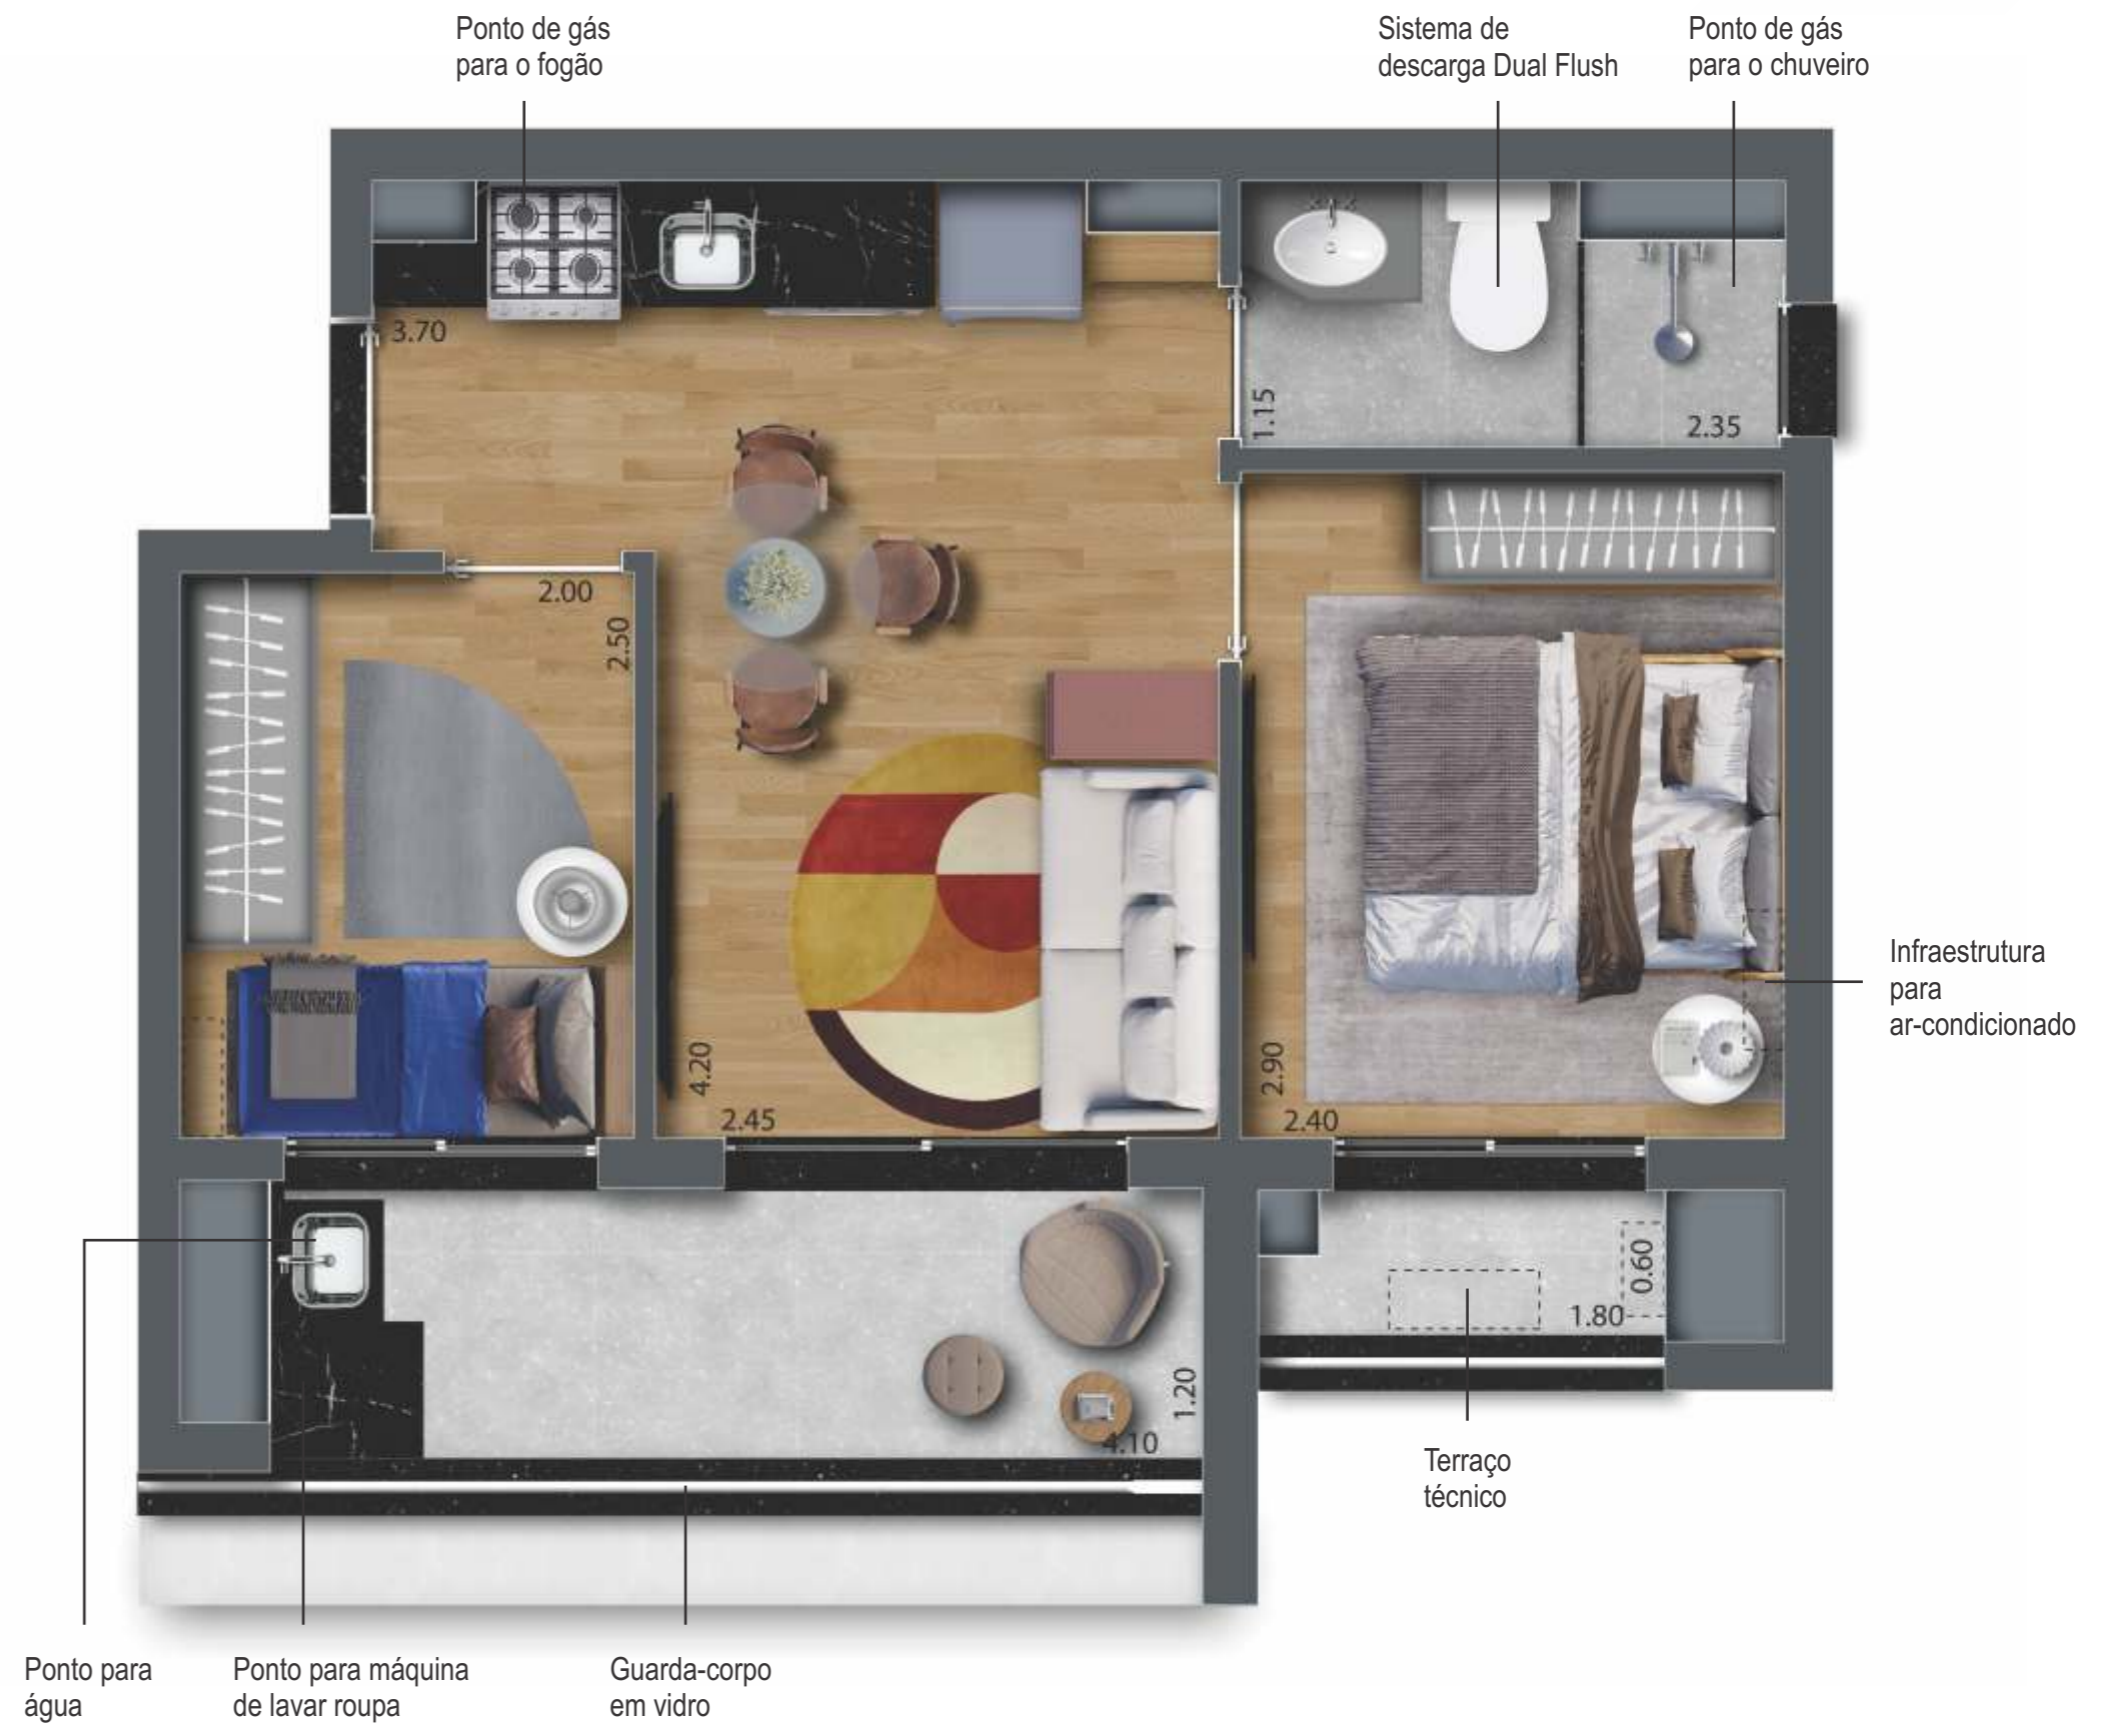 Ponto de gás
para o fogão
Sistema de
descarga Dual Flush
Ponto de gás
para o chuveiro
3.70
1.15
2.35
2.00
2.50
4.20
2.45
2.90
2.40
Infraestrutura
para
ar-condicionado
0.60
1.80
1.20
4.10
Terraço
técnico
Ponto para
água
Ponto para máquina
de lavar roupa
Guarda-corpo
em vidro